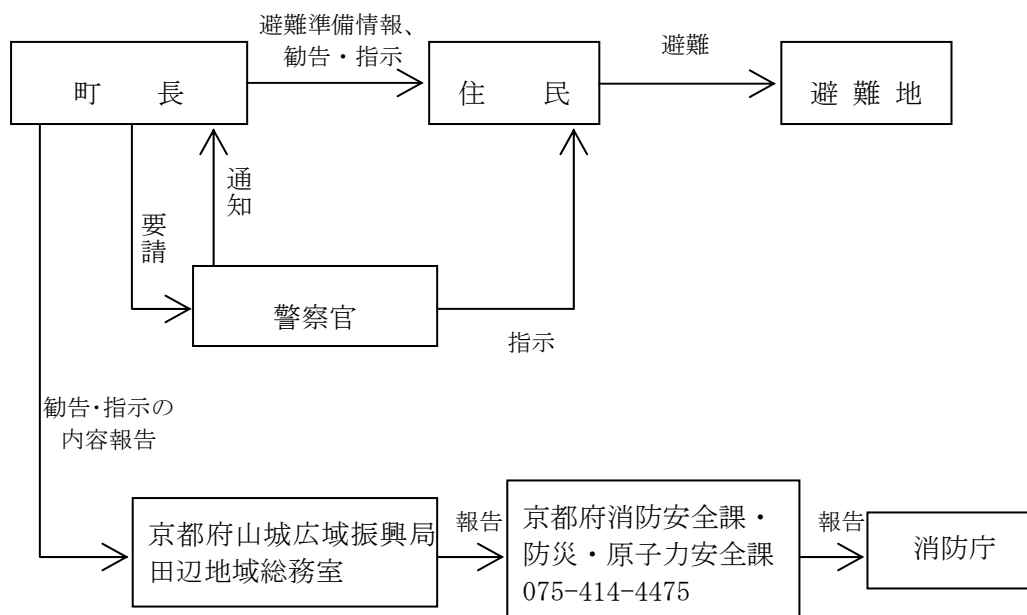 避難準備情報、
勧告・指示
避難
町　　長
住　　民
避 難 地
通知
要請
警察官
指示
勧告・指示の
内容報告
京都府山城広域振興局
田辺地域総務室
報告
京都府消防安全課・
防災・原子力安全課
075-414-4475
報告
消防庁